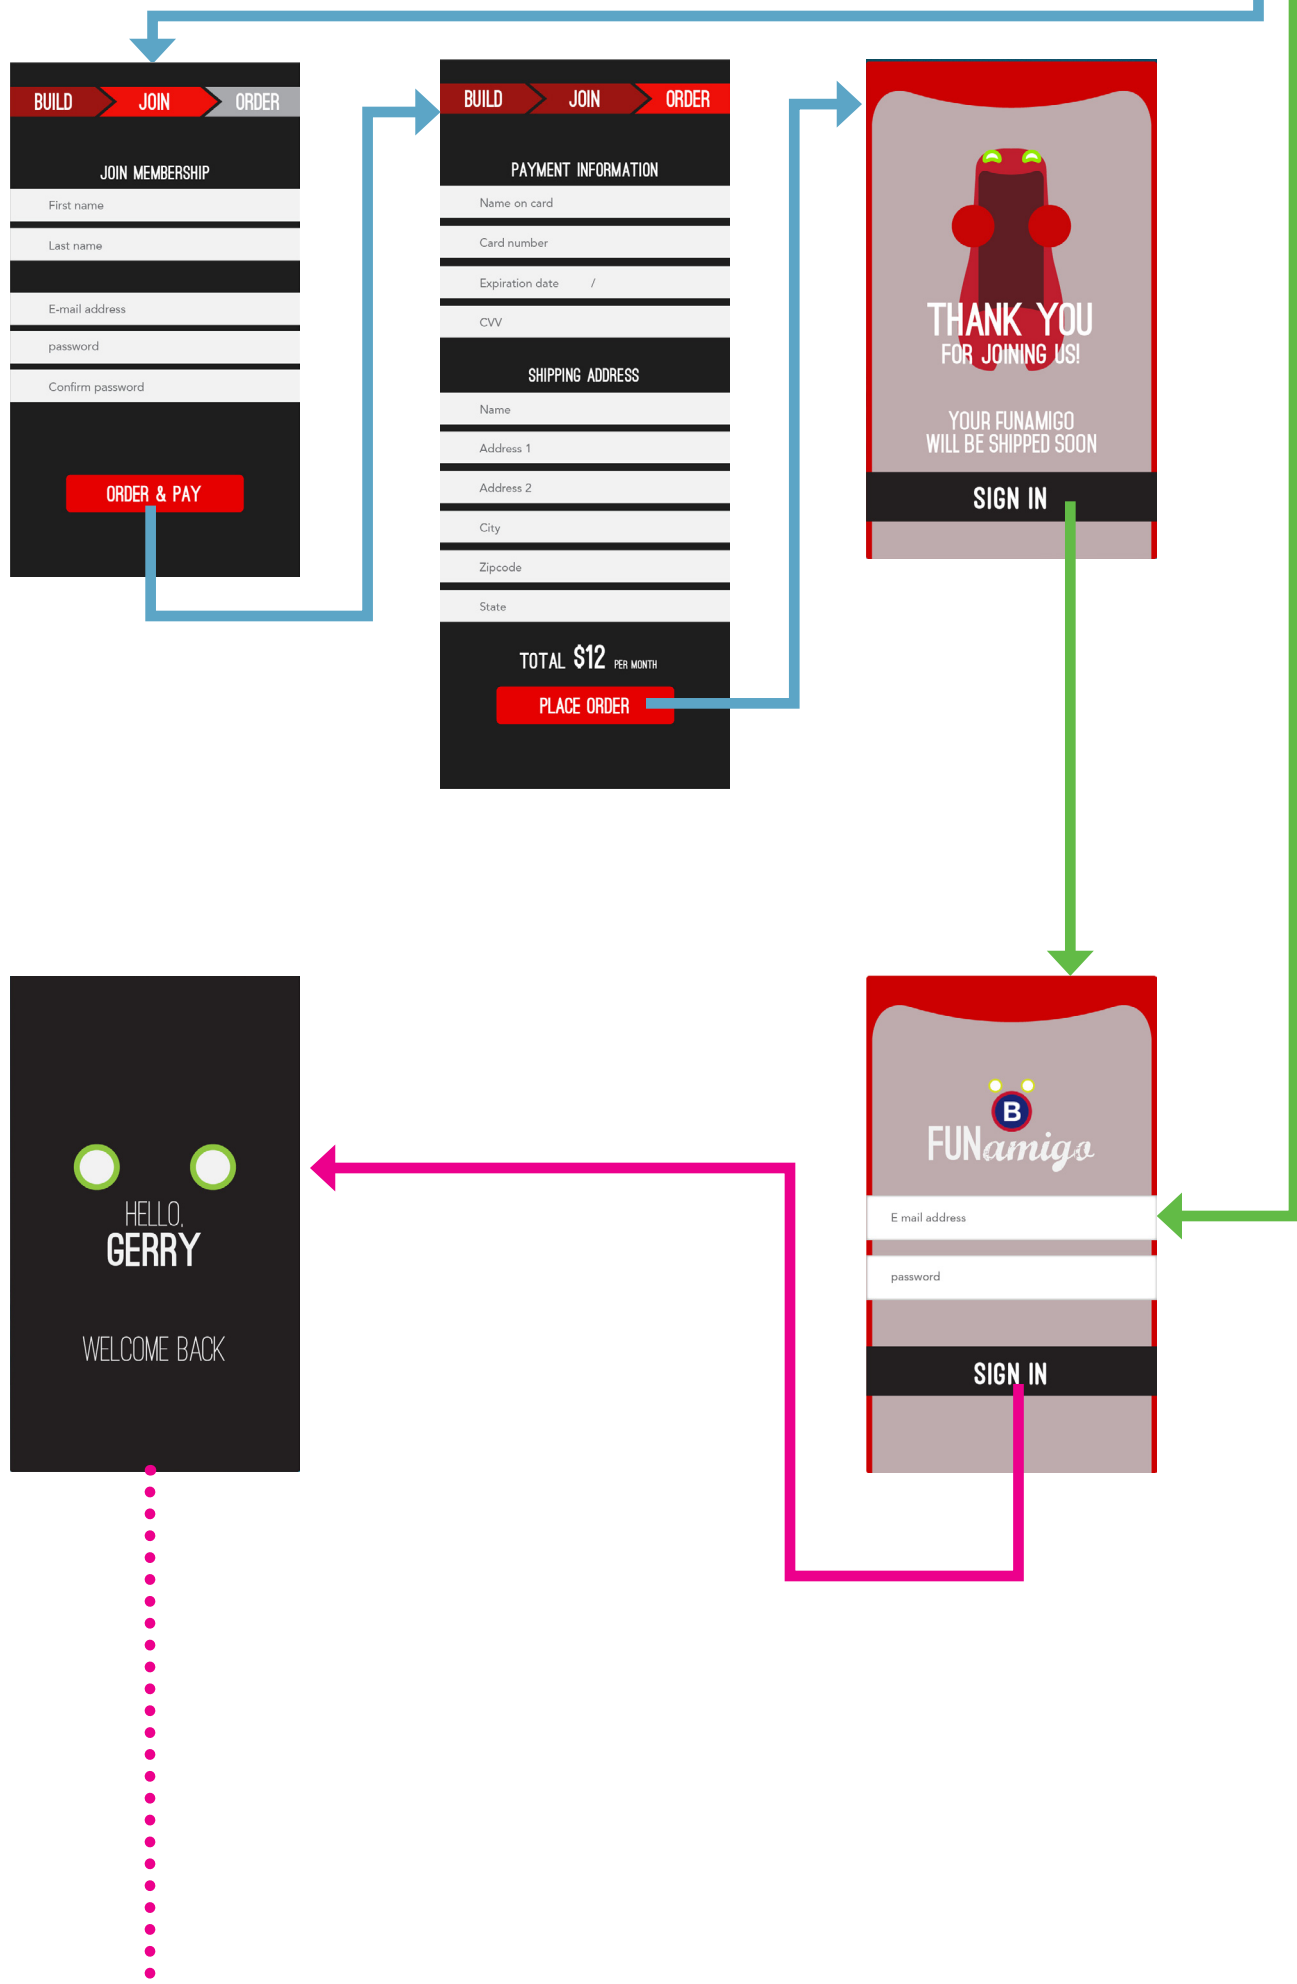 BUILD JOIN ORDER
JOIN MEMBERSHIP
First name
Last name
E-mail address
password
Confirm password
ORDER & PAY
BUILD JOIN ORDER
PAYMENT INFORMATION
Name on card
Card number
Expiration date /
CVV
SHIPPING ADDRESS
Name
Address 1
Address 2
City
Zipcode
State
TOTAL $12 PER MONTH
PLACE ORDER
THANK YOU
FOR JOINING US!
YOUR FUNAMIGO
WILL BE SHIPPED SOON
SIGN IN
HELLO,
GERRY
WELCOME BACK
B
FUNamigo
E mail address
password
SIGN IN